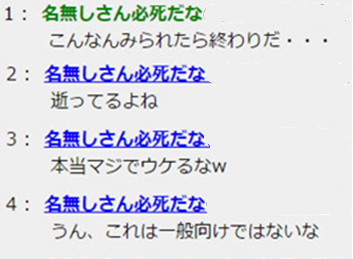 1： 名無しさん必死だな
こんなんみられたら終わりだ・・・
2： 名無しさん必死だな
逝ってるよね
3： 名無しさん必死だな
本当マジでウケるなw
4： 名無しさん必死だな
うん、これは一般向けではないな